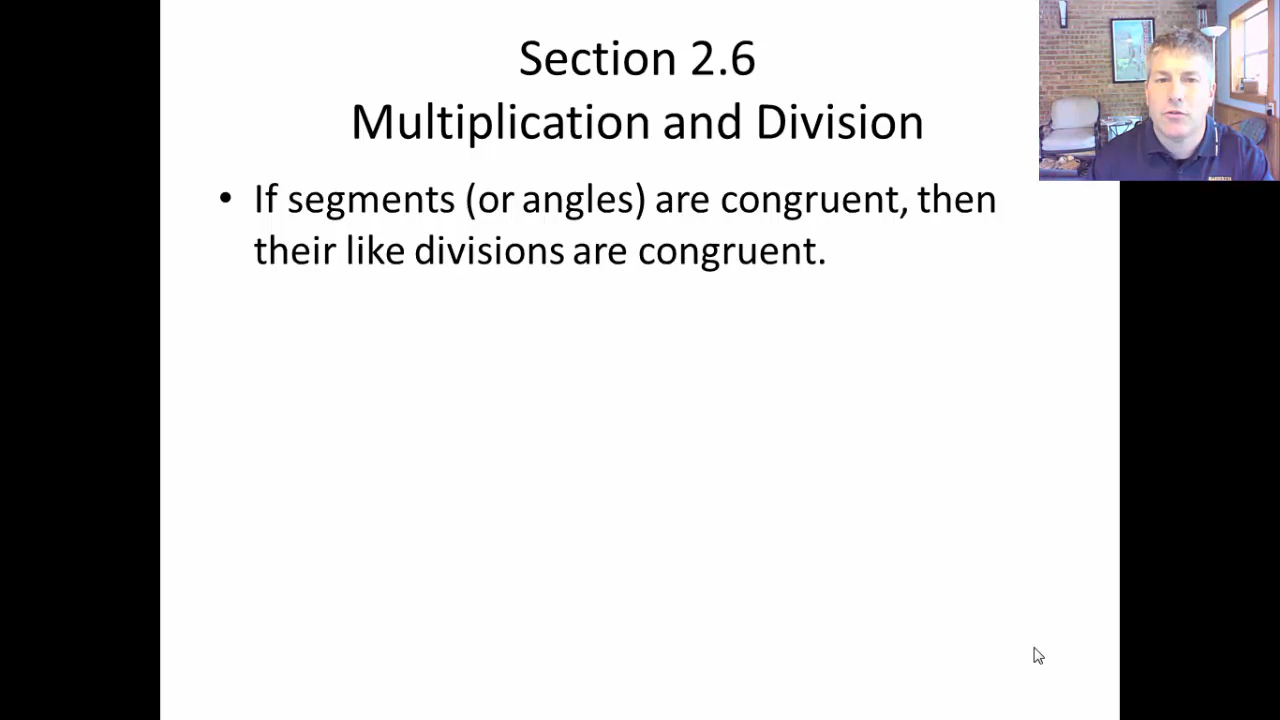 Section 2.6
Multiplication and Division
• If segments (or angles) are congruent, then
their like divisions are congruent.